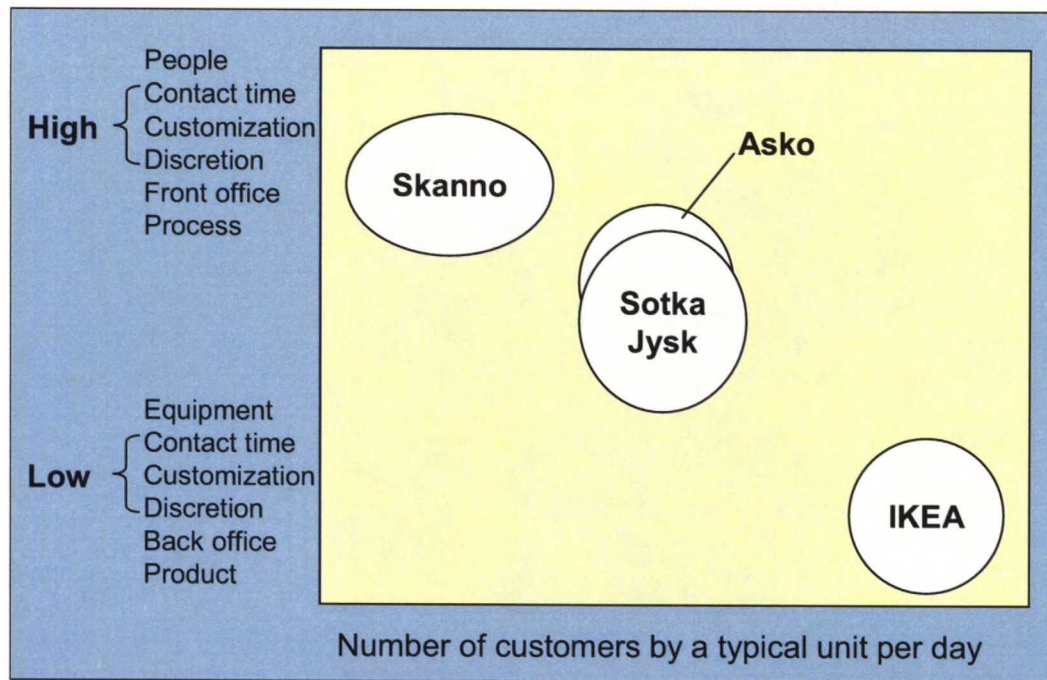 People
High
Contact time
Customization
Discretion
Front office
Process
Equipment
Low
Contact time
Customization
Discretion
Back office
Product
Skanno
Asko
Sotka
Jysk
IKEA
Number of customers by a typical unit per day